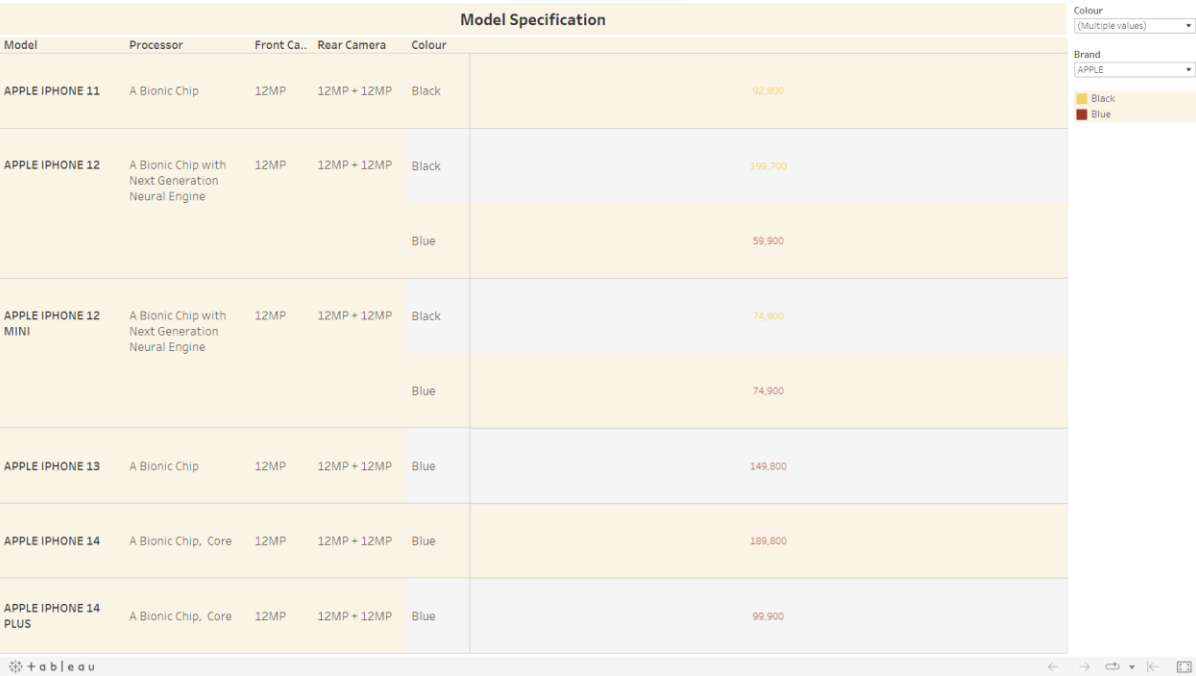 Model Specification
Colour
(Multiple values)
Model Processor Front Ca.. Rear Camera Colour
Brand
APPLE
APPLE IPHONE 11 A Bionic Chip 12MP 12MP + 12MP Black 92,800
Black
Blue
APPLE IPHONE 12 A Bionic Chip with 12MP 12MP + 12MP Black 199,700
Next Generation
Neural Engine
Blue 59,900
APPLE IPHONE 12 A Bionic Chip with 12MP 12MP + 12MP Black 74,900
MINI Next Generation
Neural Engine
Blue 74,900
APPLE IPHONE 13 A Bionic Chip 12MP 12MP + 12MP Blue 149,800
APPLE IPHONE 14 A Bionic Chip, Core 12MP 12MP + 12MP Blue 189,800
APPLE IPHONE 14
PLUS A Bionic Chip, Core 12MP 12MP + 12MP Blue 99,900
+ableau